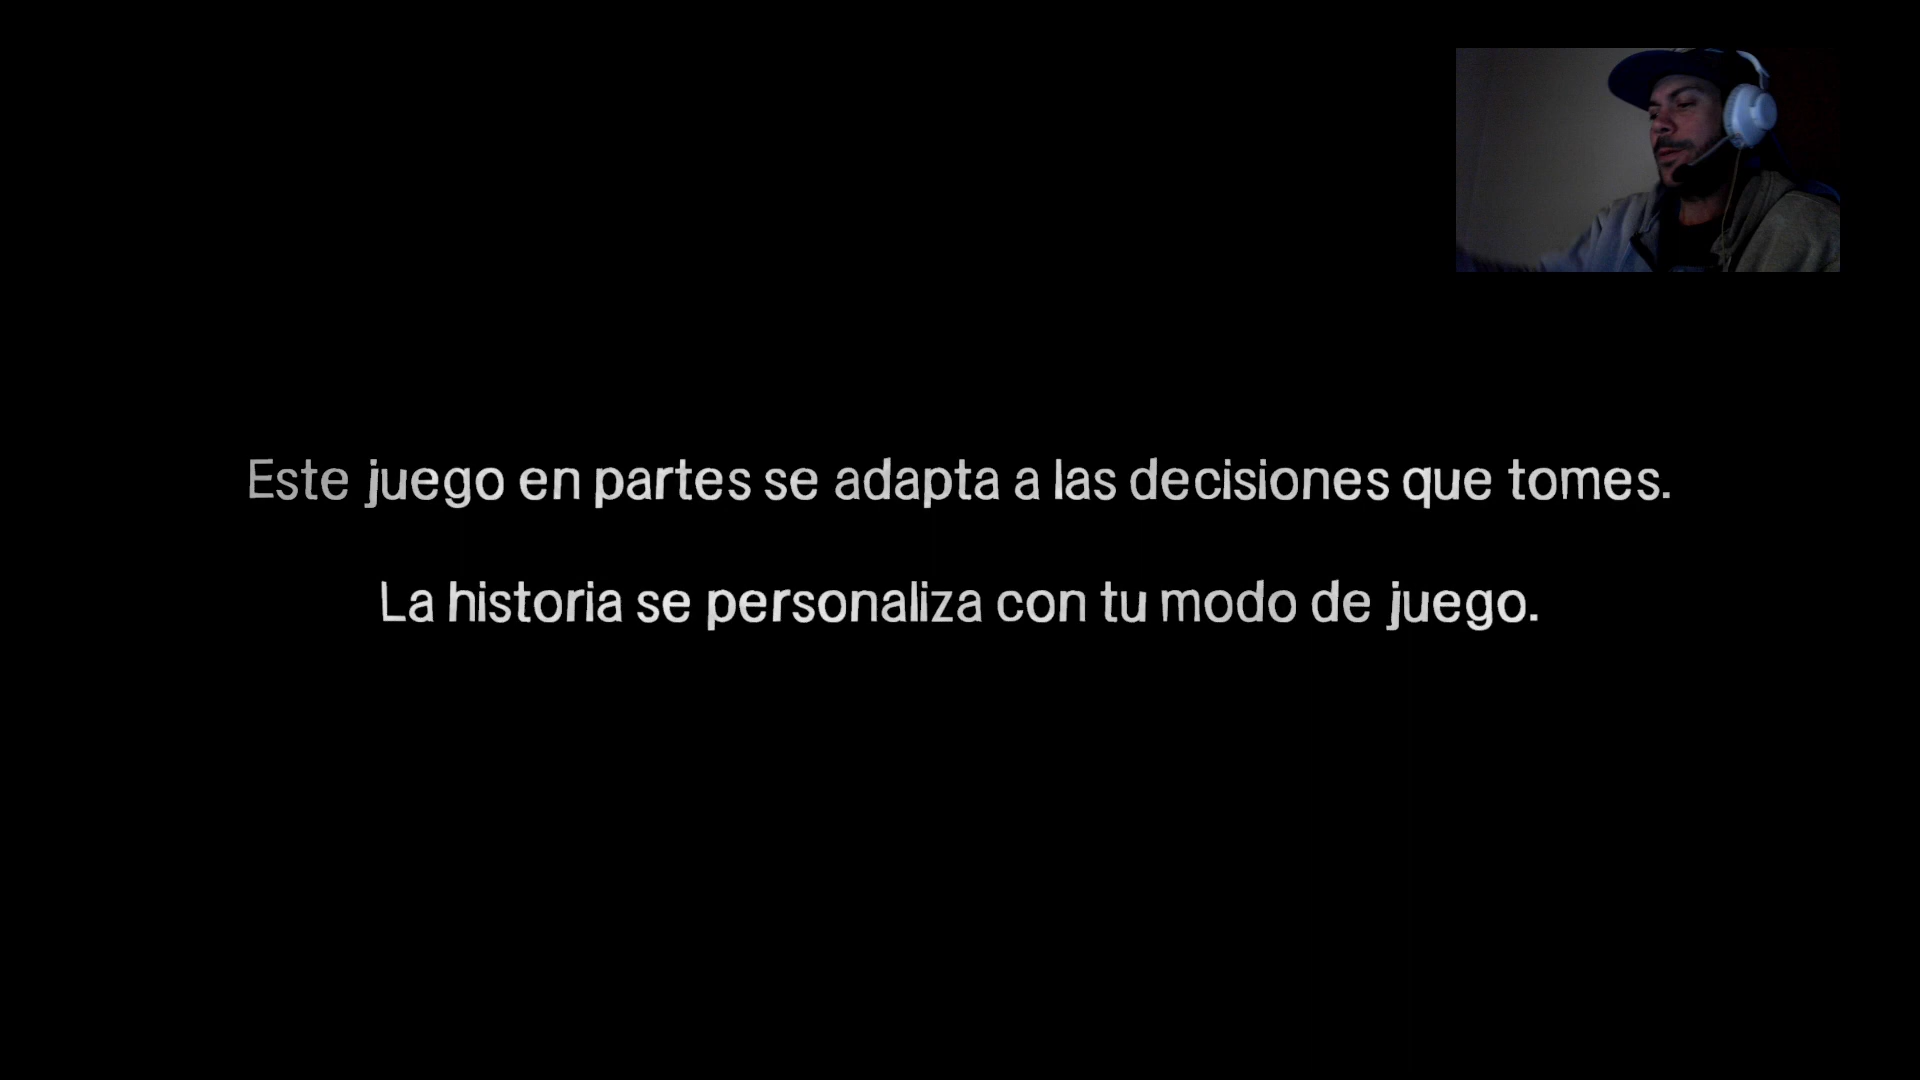 Este juego en partes se adapta a las decisiones que tomes.
La historia se personaliza con tu modo de juego.